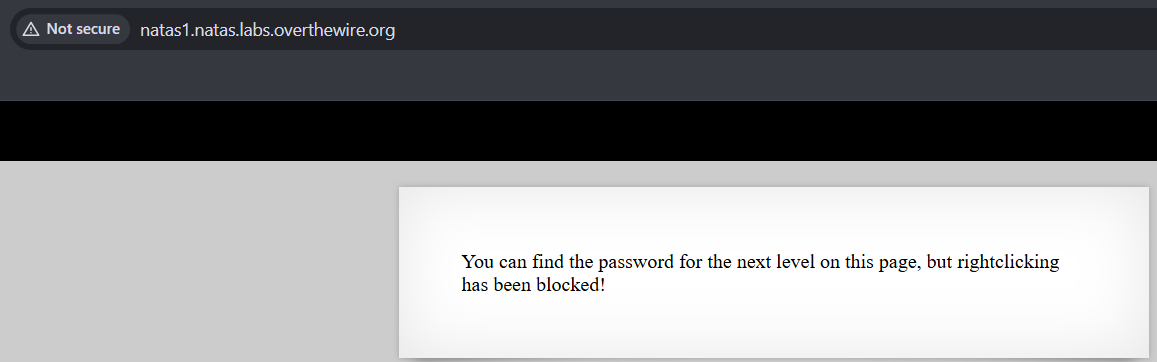 Not secure natas1.natas.labs.overthewire.org
You can find the password for the next level on this page, but rightclicking
has been blocked!